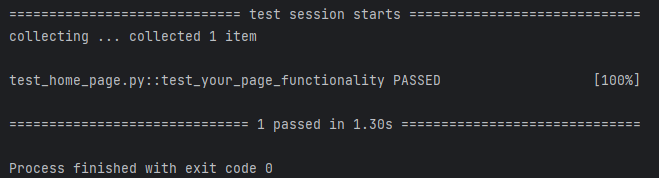 ============================= test session starts =============================
collecting ... collected 1 item

test_home_page.py::test_your_page_functionality PASSED                   [100%]

============================== 1 passed in 1.30s ==============================

Process finished with exit code 0